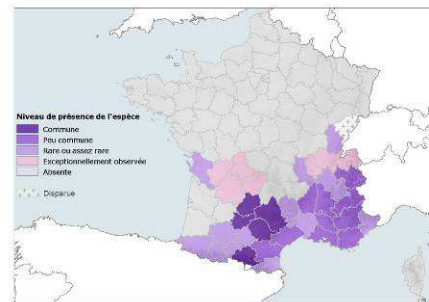 Niveau de présence de l'espèce
Commune
Peu commune
Rare ou assez rare
Exceptionnellement observée
Absente
Disparue